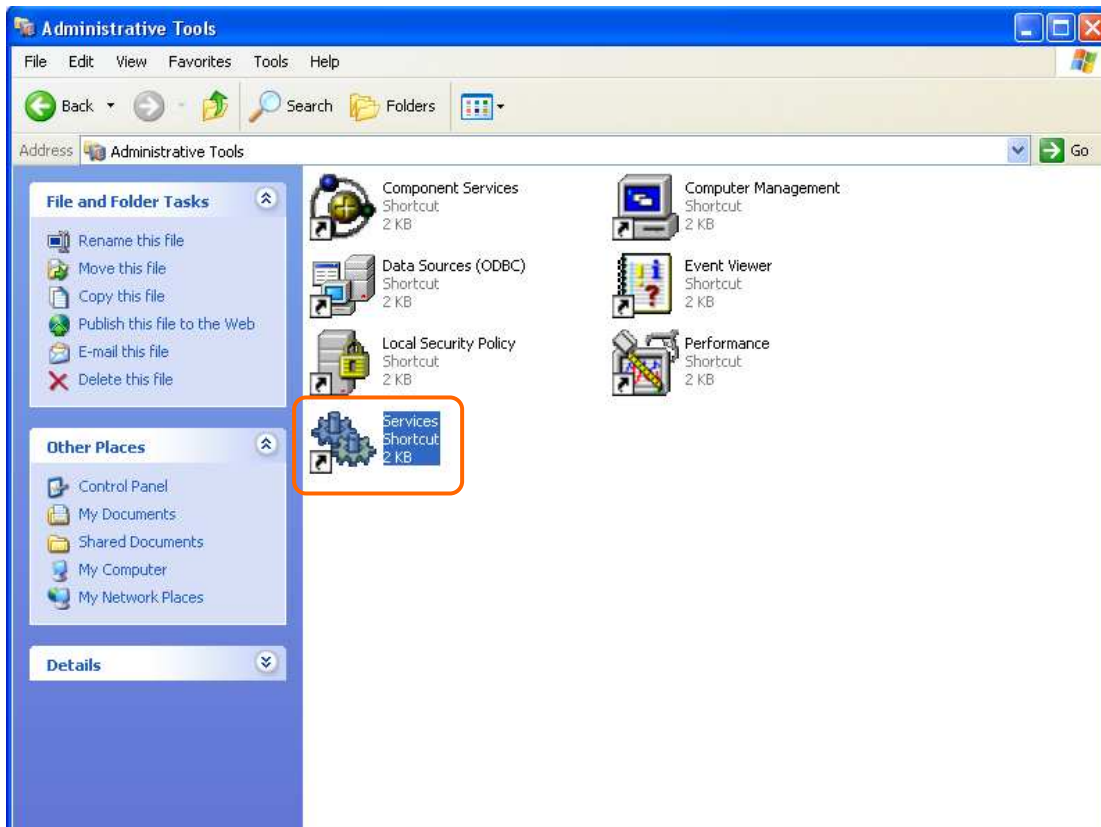 Administrative Tools
File Edit View Favorites Tools Help
Back Search Folders
Address Administrative Tools Go
File and Folder Tasks
Rename this file
Move this file
Copy this file
Publish this file to the Web
E-mail this file
Delete this file
Other Places
Control Panel
My Documents
Shared Documents
My Computer
My Network Places
Details
Component Services
Shortcut
2 KB
Computer Management
Shortcut
2 KB
Data Sources (ODBC)
Shortcut
2 KB
Event Viewer
Shortcut
2 KB
Local Security Policy
Shortcut
2 KB
Performance
Shortcut
2 KB
Services
Shortcut
2 KB